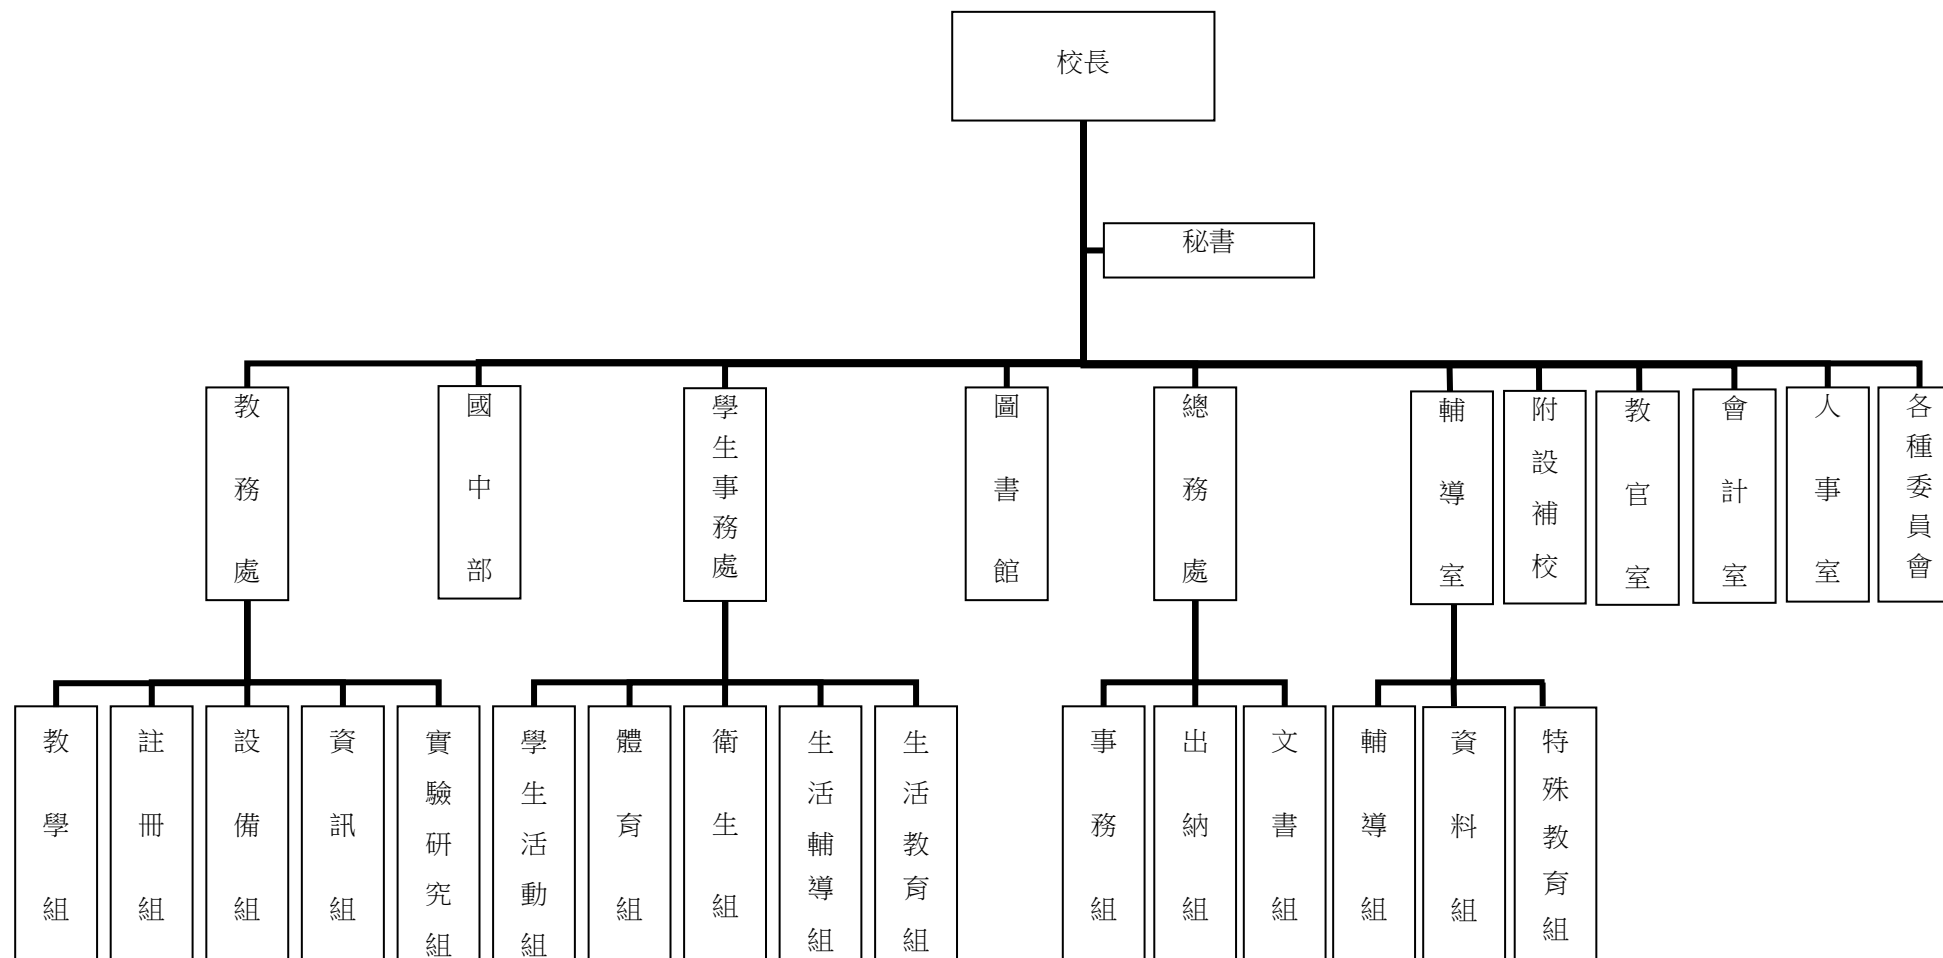 校長
秘書
教務處
國中部
學生事務處
圖書館
總務處
輔導室
附設補校
教官室
會計室
人事室
各種委員會
教學組
註冊組
設備組
資訊組
實驗研究組
學生活動組
體育組
衛生組
生活輔導組
生活教育組
事務組
出納組
文書組
輔導組
資料組
特殊教育組